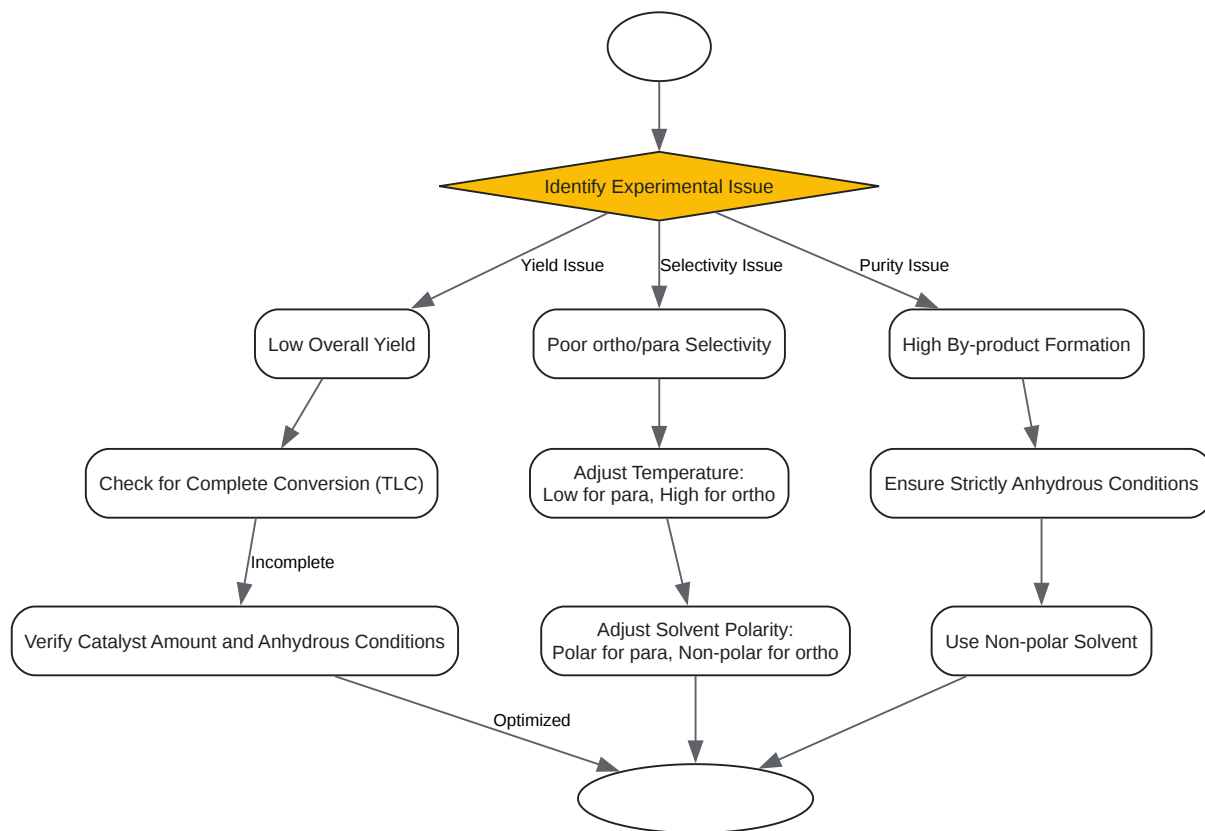 Identify Experimental Issue
Yield Issue
Selectivity Issue
Purity Issue
Low Overall Yield
Poor ortho/para Selectivity
High By-product Formation
Check for Complete Conversion (TLC)
Adjust Temperature:
Low for para, High for ortho
Ensure Strictly Anhydrous Conditions
Incomplete
Verify Catalyst Amount and Anhydrous Conditions
Adjust Solvent Polarity:
Polar for para, Non-polar for ortho
Use Non-polar Solvent
Optimized